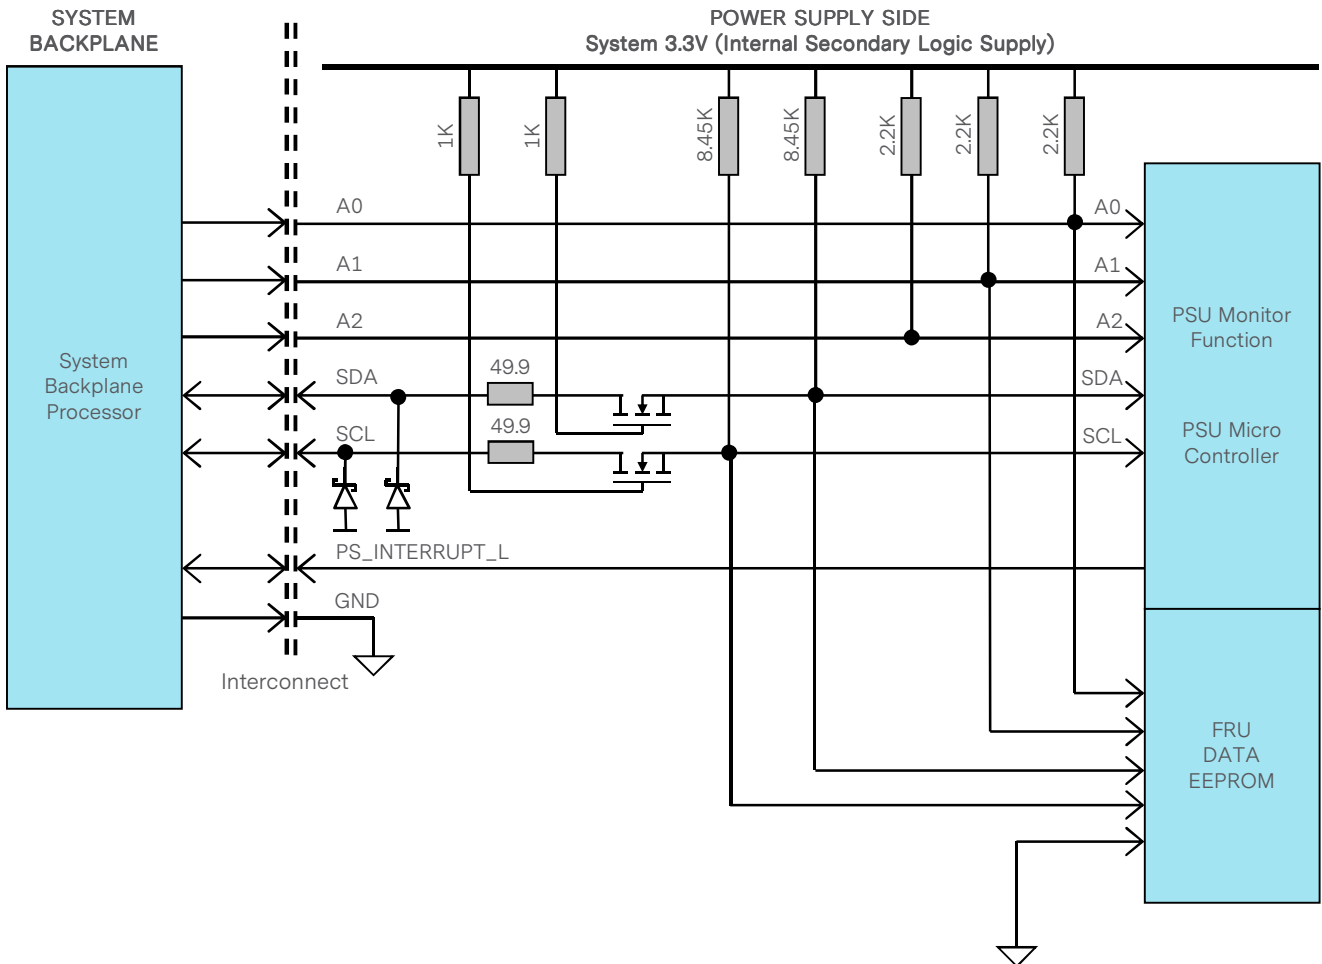 SYSTEM
BACKPLANE
POWER SUPPLY SIDE
System 3.3V (Internal Secondary Logic Supply)
1K
1K
8.45K
8.45K
2.2K
2.2K
2.2K
A0
A0
A1
A1
A2
A2
SDA
49.9
SDA
SCL
49.9
SCL
PS_INTERRUPT_L
GND
Interconnect
System
Backplane
Processor
PSU Monitor
Function
PSU Micro
Controller
FRU
DATA
EEPROM